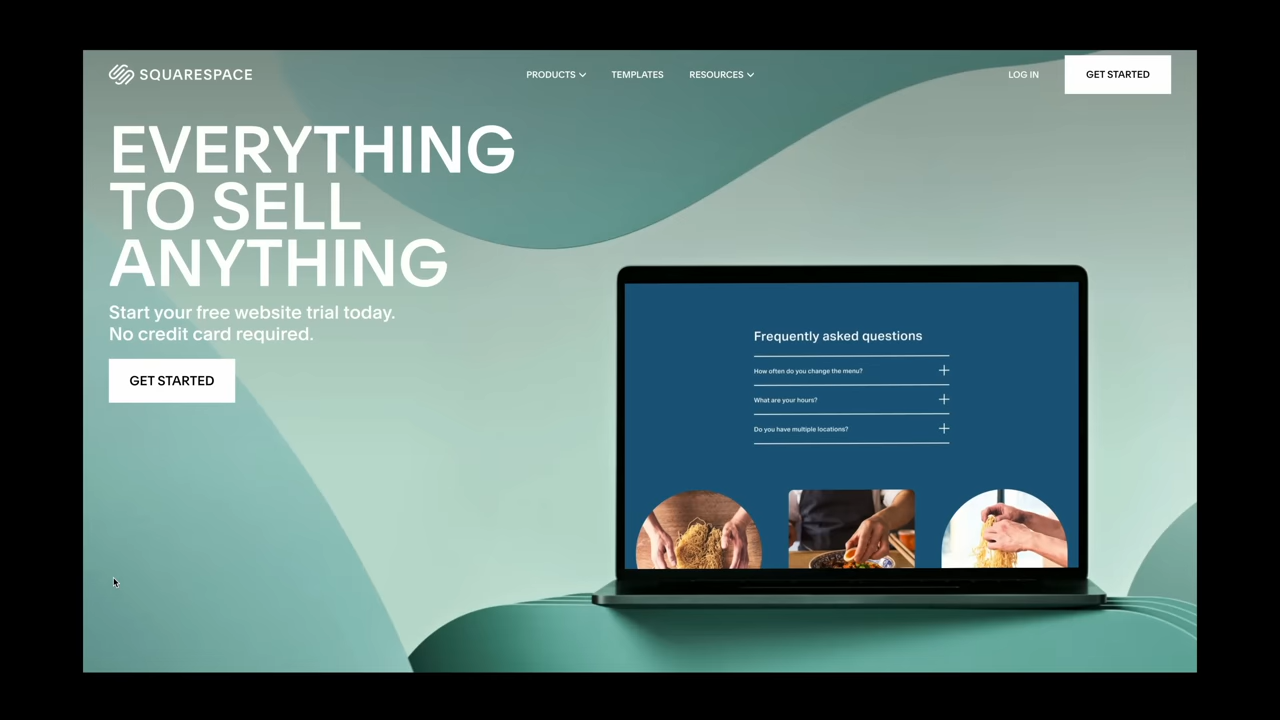 SQUARESPACE
PRODUCTS
TEMPLATES
RESOURCES
LOG IN
GET STARTED
EVERYTHING
TO SELL
ANYTHING
Start your free website trial today.
No credit card required.
GET STARTED
Frequently asked questions
How often do you change the menu?
What are your hours?
Do you have multiple locations?